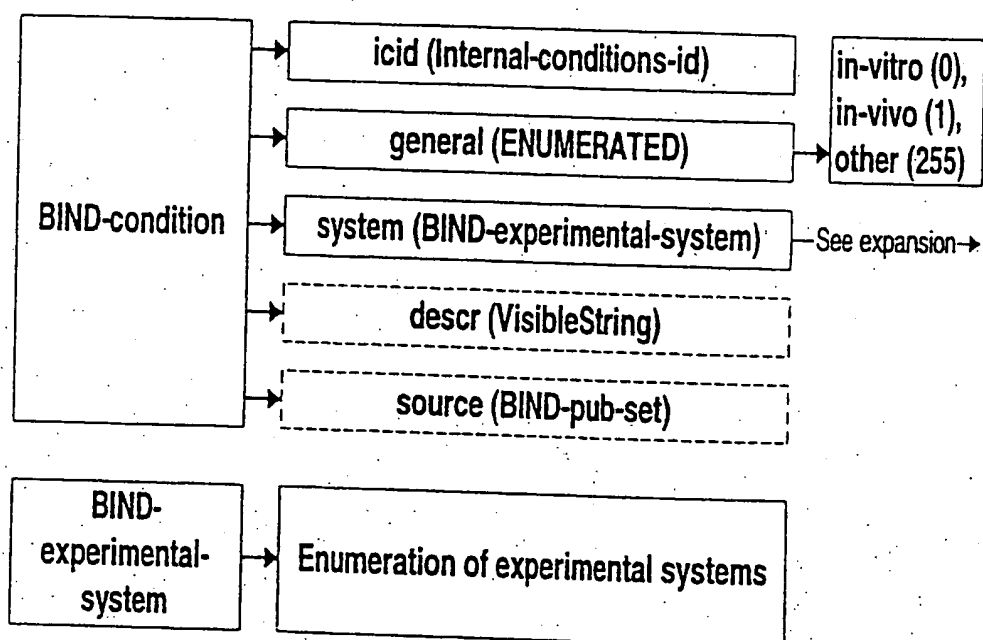 BIND-condition
icid (Internal-conditions-id)
general (ENUMERATED)
in-vitro (0),
in-vivo (1),
other (255)
system (BIND-experimental-system)
See expansion
descr (VisibleString)
source (BIND-pub-set)
BIND-
experimental-
system
Enumeration of experimental systems